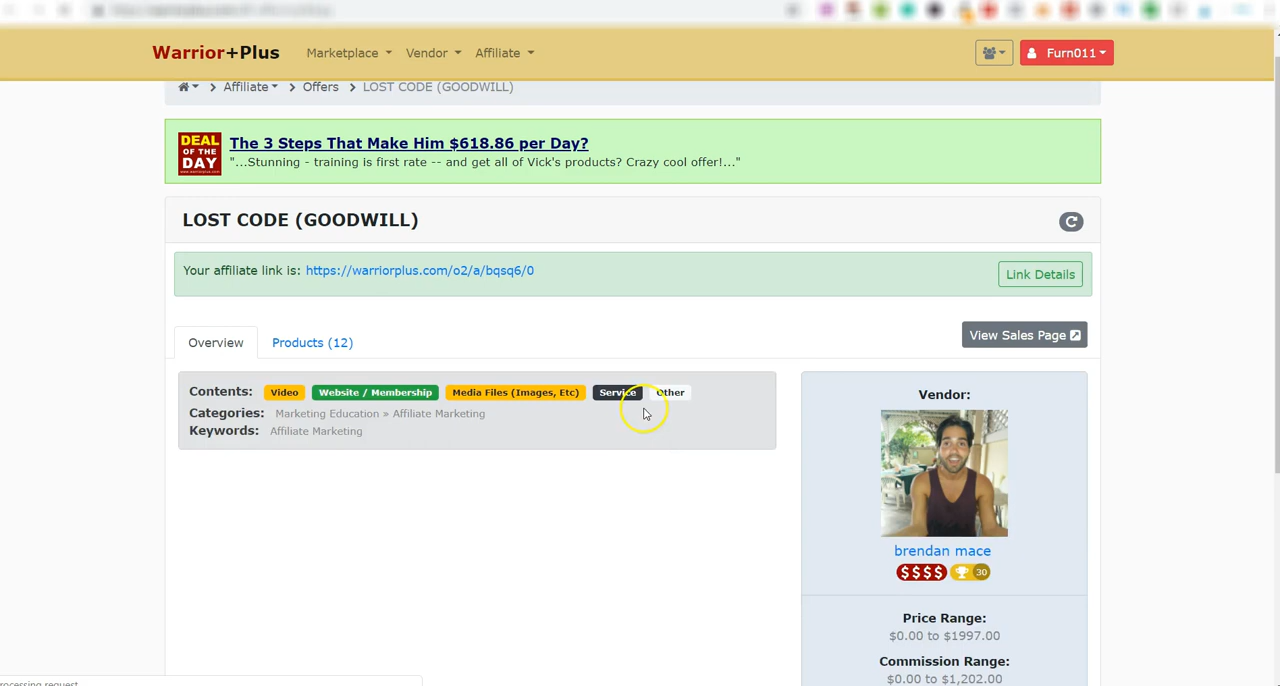 Warrior+Plus Marketplace Vendor Affiliate Furn011
Affiliate Offers LOST CODE (GOODWILL)
DEAL OF THE DAY
www.warriorplus.com
The 3 Steps That Make Him $618.86 per Day?
"...Stunning - training is first rate -- and get all of Vick's products? Crazy cool offer!..."
LOST CODE (GOODWILL)
Your affiliate link is: https://warriorplus.com/o2/a/bqsq6/0 Link Details
Overview Products (12) View Sales Page
Contents: Video Website / Membership Media Files (Images, Etc) Service Other
Categories: Marketing Education » Affiliate Marketing
Keywords: Affiliate Marketing
Vendor:
brendan mace
$$$$ 30
Price Range:
$0.00 to $1997.00
Commission Range:
$0.00 to $1,202.00
rocessing request